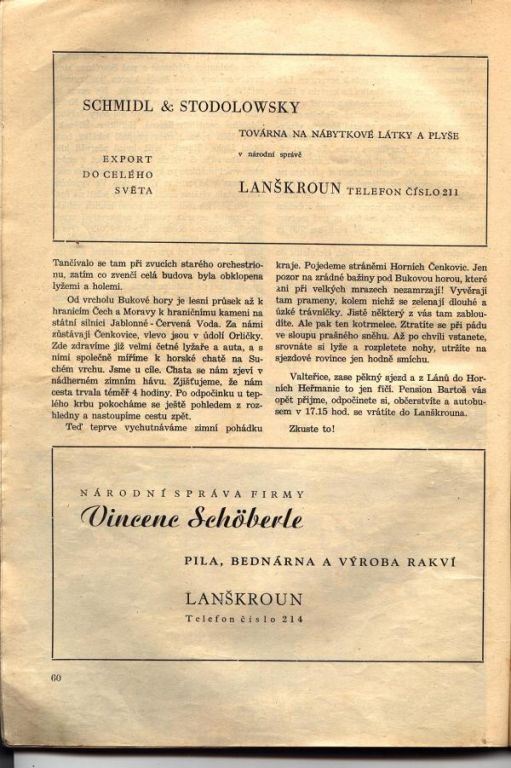 SCHMIDL & STODOLOWSKY
TOVÁRNA NA NÁBYTKOVÉ LÁTKY A PLYŠE
v národní správě
EXPORT
DO CELÉHO
SVĚTA
LANŠKROUN TELEFON ČÍSLO 211
Tančívalo se tam při zvucích starého orchestrio-
nu, zatím co zvenčí celá budova byla obklopena
lyžemi a holemi.
Od vrcholu Bukové hory je lesní průsek až k
hranicím Čech a Moravy k hraničnímu kameni na
státní silnici Jablonné - Červená Voda. Za námi
zůstávají Čenkovice, vlevo jsou v údolí Orličky.
Zde zdravíme již velmi četné lyžaře a auta, a s
nimi společně míříme k horské chatě na Su-
chém vrchu. Jsme u cíle. Chata se nám zjeví v
nádherném zimním hávu. Zjišťujeme, že nám
cesta trvala téměř 4 hodiny. Po odpočinku u tep-
lého krbu pokocháme se ještě pohledem z roz-
hledny a nastoupíme cestu zpět.
Teď teprve vychutnáváme zimní pohádku
kraje. Pojedeme stráněmi Horních Čenkovic. Jen
pozor na zrádné bažiny pod Bukovou horou, které
ani při velkých mrazech nezamrzají! Vyvěrají
tam prameny, kolem nichž se zelenají dlouhé a
úzké trávníčky. Jistě některý z vás tam zablou-
díte. Ale pak ten kotrmelec. Ztratíte se při pádu
ve sloupu prašného sněhu. Až po chvíli vstanete,
srovnáte si lyže a rozpletete nohy, utržíte na
sjezdové rovince jen hodně smíchu.
Valteřice, zase pěkný sjezd a z Lánů do Hor-
ních Heřmanic to jen fičí. Pension Bartoš vás
opět přijme, odpočinete si, občerstvíte a autobu-
sem v 17.15 hod. se vrátíte do Lanškrouna.
Zkuste to!
NÁRODNÍ SPRÁVA FIRMY
Vincenc Schöberle
PILA, BEDNÁRNA A VÝROBA RAKVÍ
LANŠKROUN
Telefon číslo 214
60